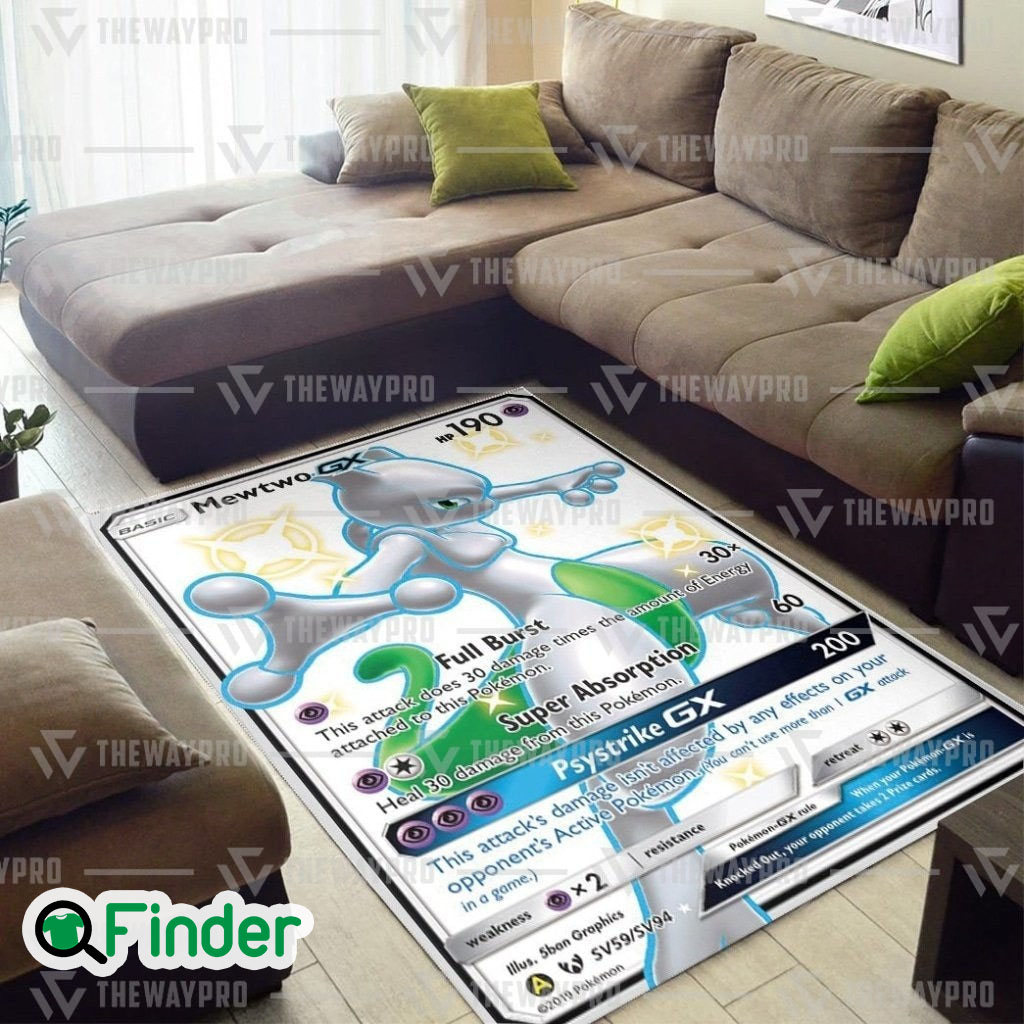 THEWAYPRO
BASIC
Mewtwo GX
HP190
Full Burst
30×
This attack does 30 damage times the amount of Energy
attached to this Pokémon.
Super Absorption
60
Heal 30 damage from this Pokémon.
Psystrike GX
200
This attack's damage isn't affected by any effects on your
opponent's Active Pokémon. (You can't use more than 1 GX attack
in a game.)
weakness
×2
resistance
retreat
Illus. 5ban Graphics
SV59/SV94
©2019 Pokémon
Pokémon-GX rule
When your Pokémon-GX is
Knocked Out, your opponent takes 2 Prize cards.
A
Finder